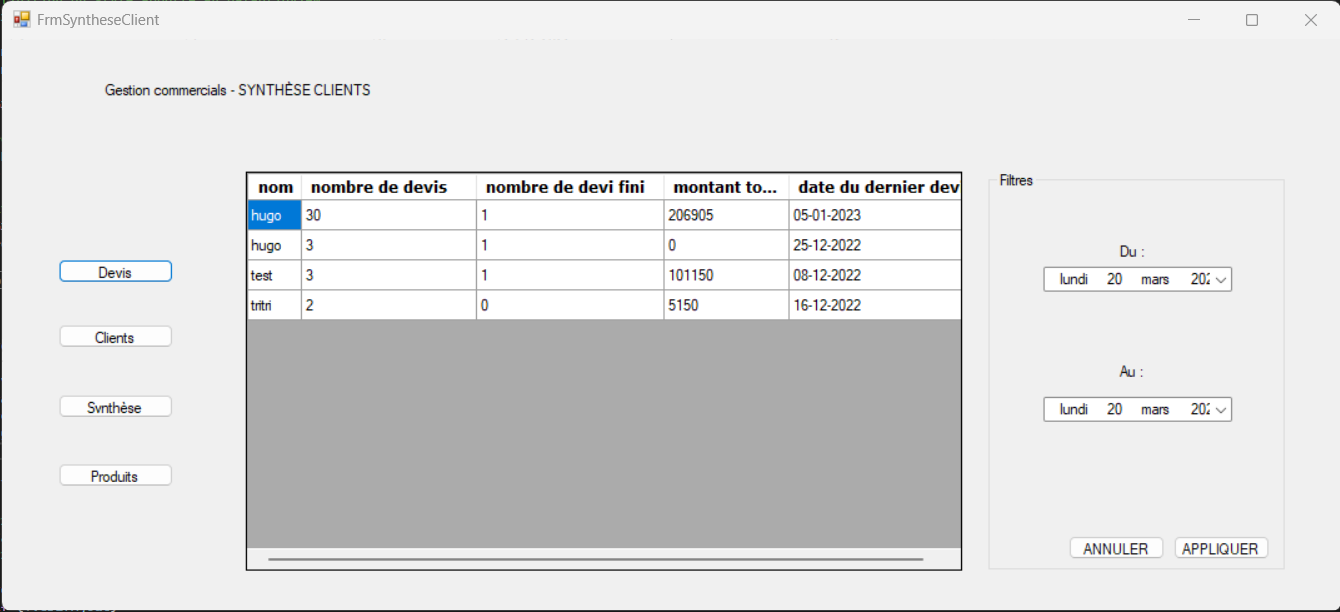 FrmSyntheseClient
Gestion commercials - SYNTHÈSE CLIENTS
nom nombre de devis nombre de devi fini montant to... date du dernier dev
hugo 30 1 206905 05-01-2023
hugo 3 1 0 25-12-2022
test 3 1 101150 08-12-2022
tritri 2 0 5150 16-12-2022
Devis
Clients
Synthèse
Produits
Filtres
Du :
lundi 20 mars 202
Au :
lundi 20 mars 202
ANNULER APPLIQUER